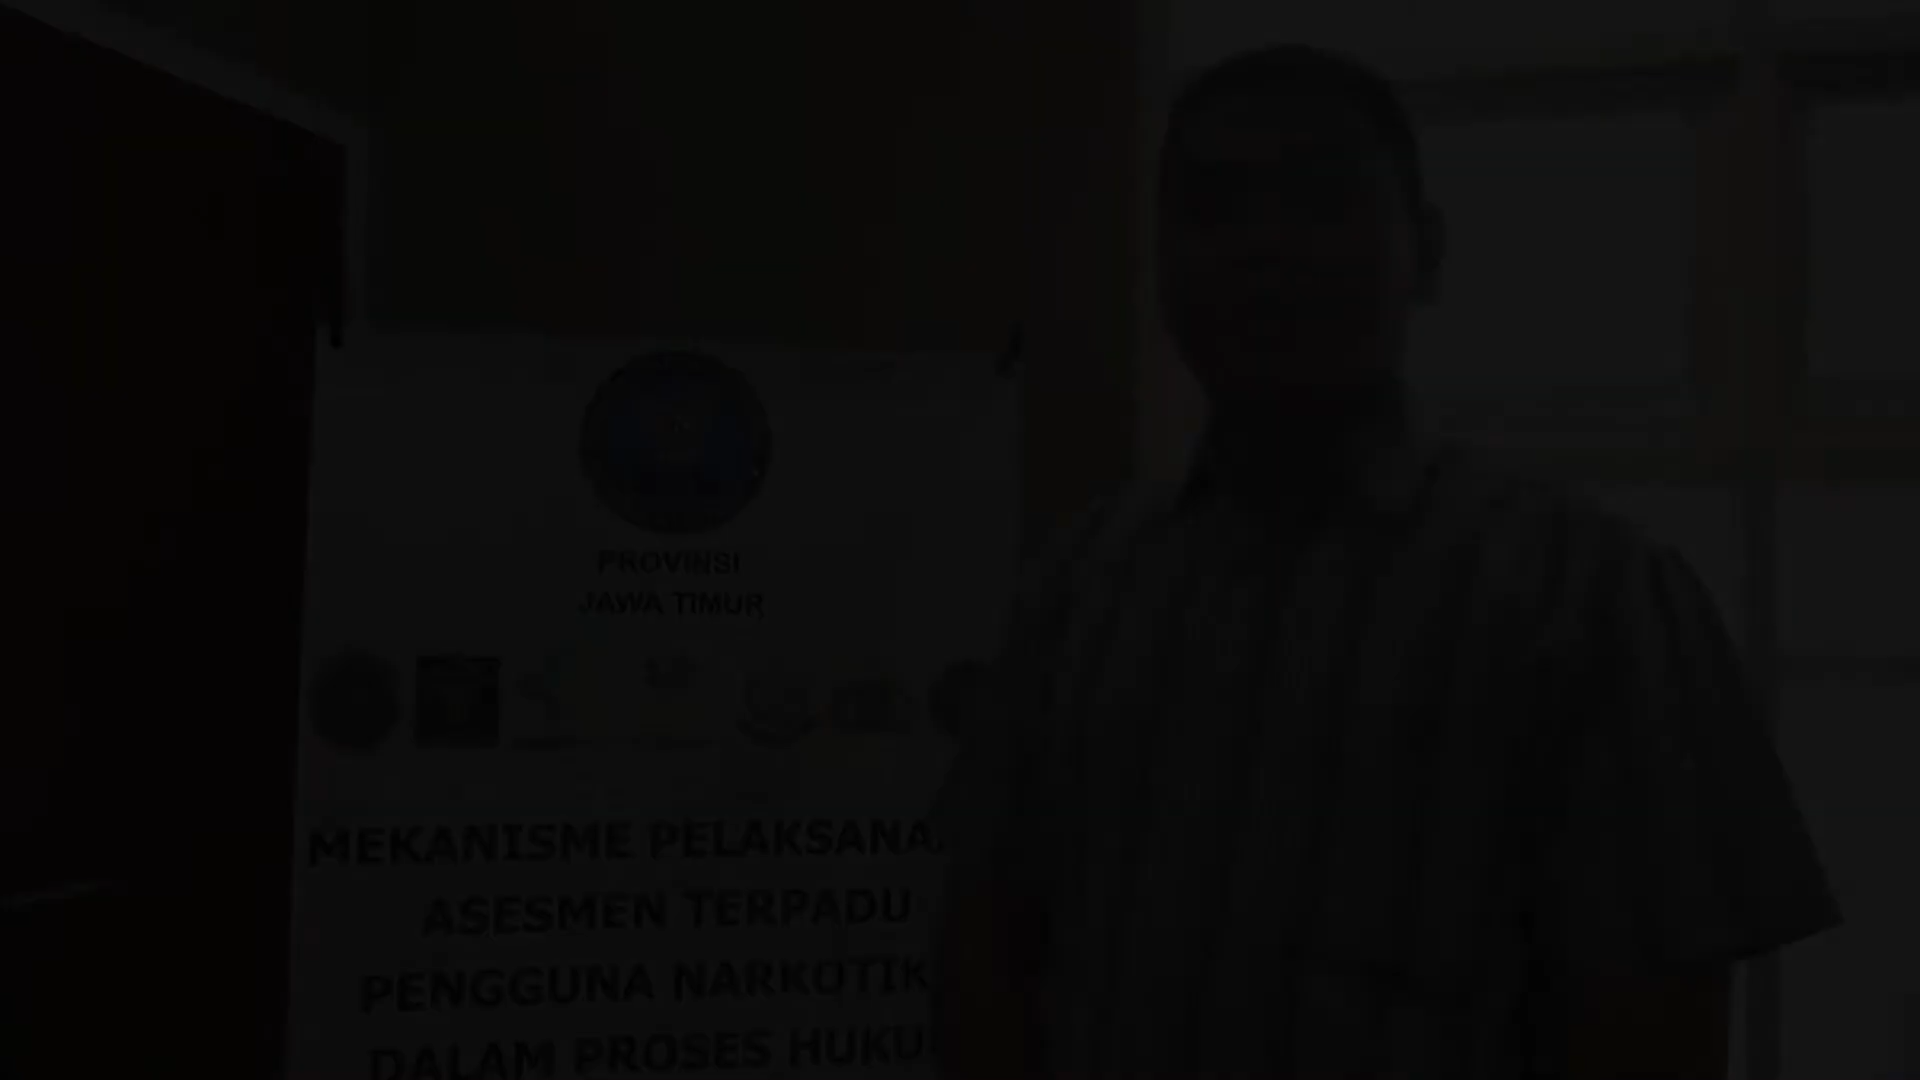 PROVINSI
JAWA TIMUR
MEKANISME PELAKSANA
ASESMEN TERPADU
PENGGUNA NARKOTIK
DALAM PROSES HUKU